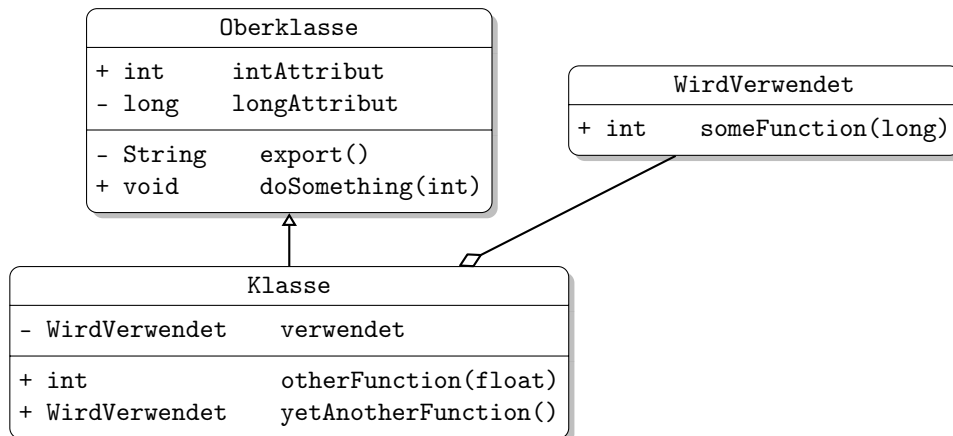 Oberklasse
+ int intAttribut
- long longAttribut
- String export()
+ void doSomething(int)
WirdVerwendet
+ int someFunction(long)
Klasse
- WirdVerwendet verwendet
+ int otherFunction(float)
+ WirdVerwendet yetAnotherFunction()